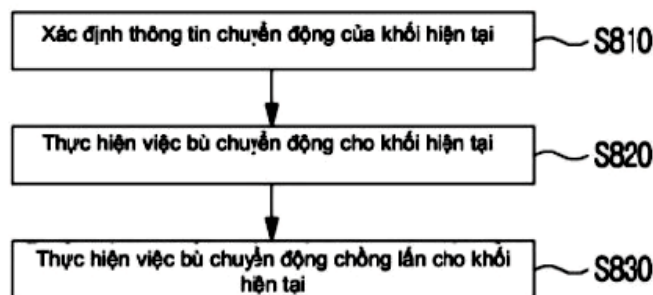 Xác định thông tin chuyển động của khối hiện tại
S810
Thực hiện việc bù chuyển động cho khối hiện tại
S820
Thực hiện việc bù chuyển động chồng lấn cho khối
hiện tại
S830